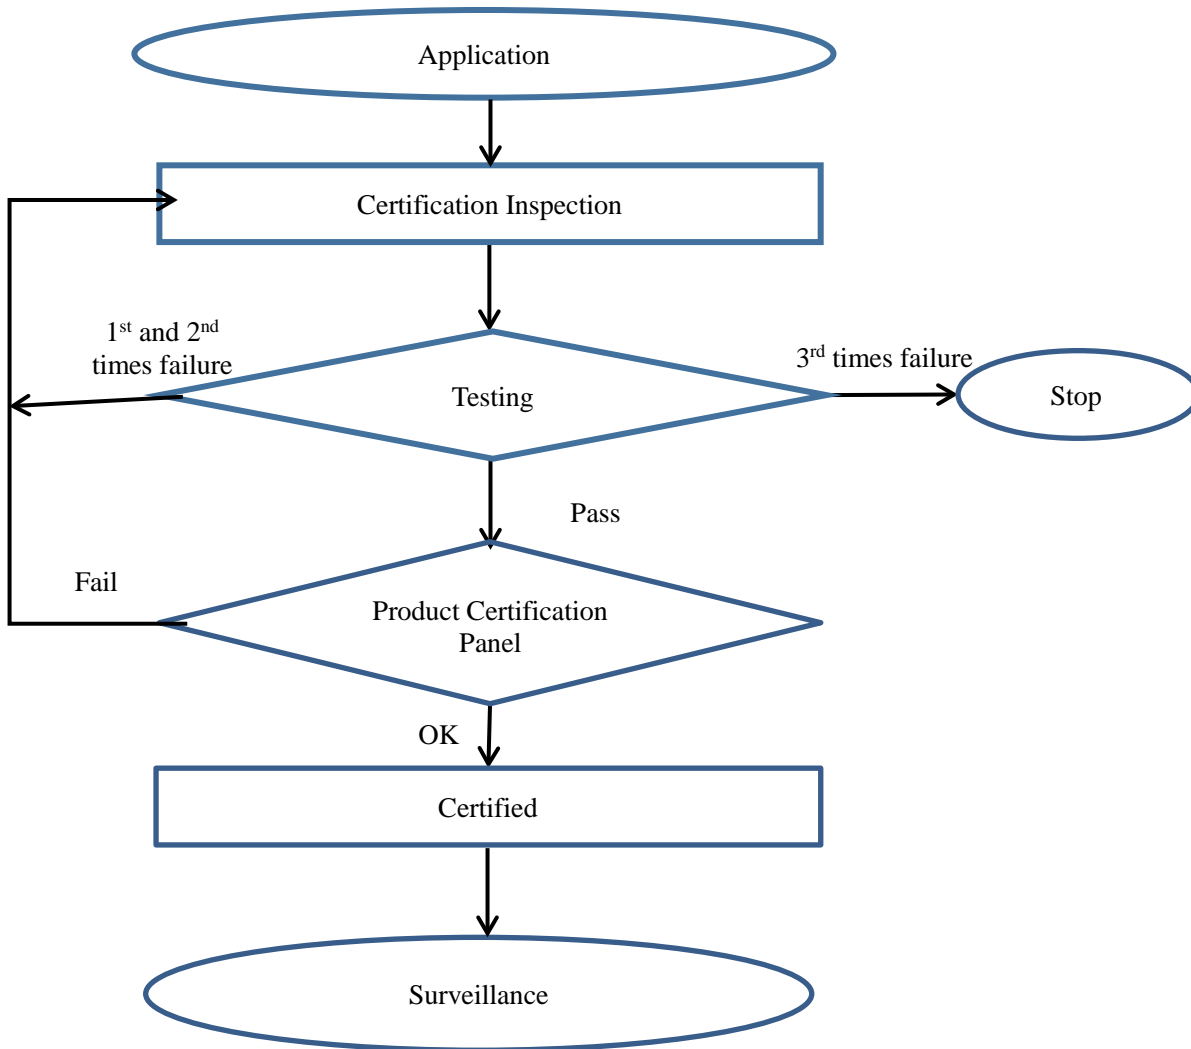 Application
Certification Inspection
1st and 2nd
times failure
3rd times failure
Testing
Stop
Pass
Fail
Product Certification
Panel
OK
Certified
Surveillance